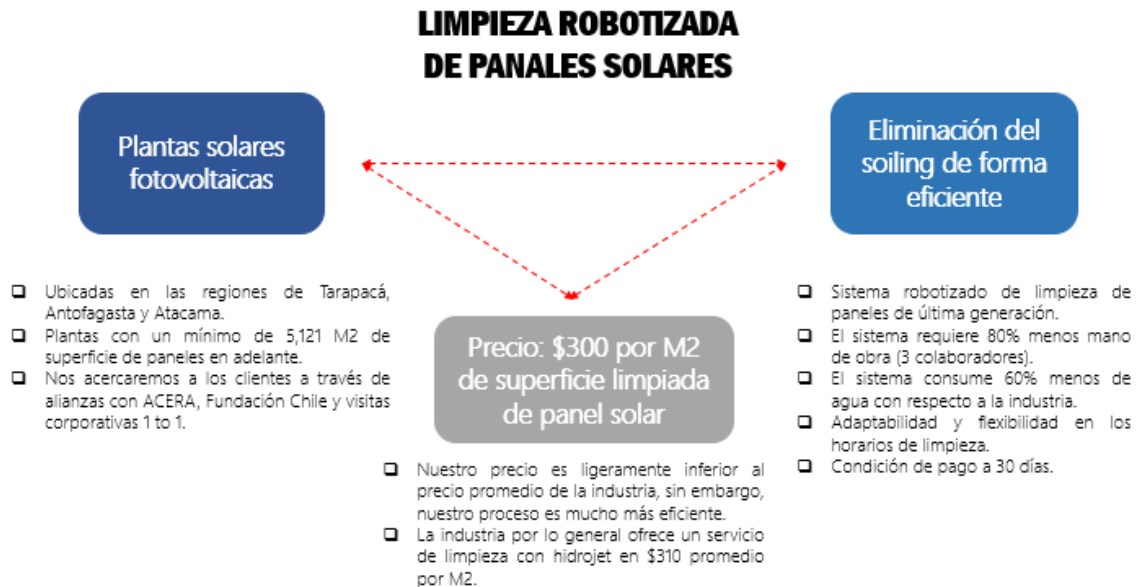 LIMPIEZA ROBOTIZADA
DE PANALES SOLARES
Plantas solares
fotovoltaicas
Ubicadas en las regiones de Tarapacá,
Antofagasta y Atacama.
Plantas con un mínimo de 5,121 M2 de
superficie de paneles en adelante.
Nos acercaremos a los clientes a través de
alianzas con ACERA, Fundación Chile y visitas
corporativas 1 to 1.
Precio: $300 por M2
de superficie limpiada
de panel solar
Nuestro precio es ligeramente inferior al
precio promedio de la industria, sin embargo,
nuestro proceso es mucho más eficiente.
La industria por lo general ofrece un servicio
de limpieza con hidrojet en $310 promedio
por M2.
Eliminación del
soiling de forma
eficiente
Sistema robotizado de limpieza de
paneles de última generación.
El sistema requiere 80% menos mano
de obra (3 colaboradores).
El sistema consume 60% menos de
agua con respecto a la industria.
Adaptabilidad y flexibilidad en los
horarios de limpieza.
Condición de pago a 30 días.